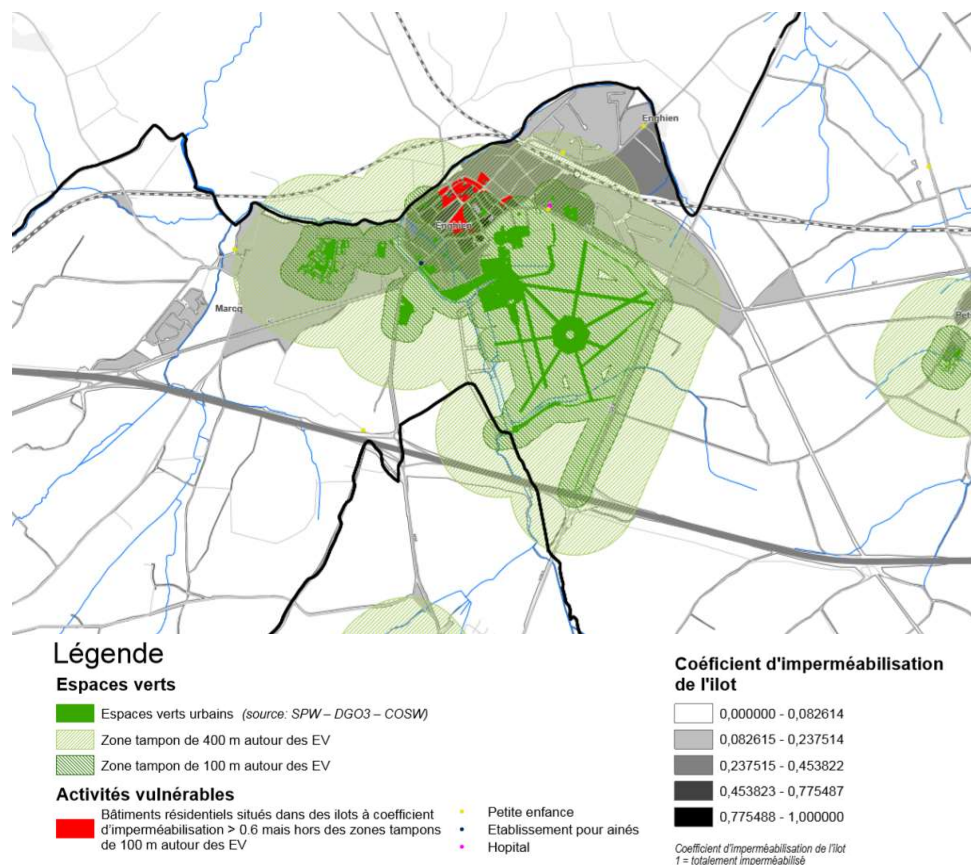 Enghien
Enghien
Marcq
Pet
Légende
Espaces verts
Espaces verts urbains (source: SPW – DGO3 – COSW)
Zone tampon de 400 m autour des EV
Zone tampon de 100 m autour des EV
Activités vulnérables
Bâtiments résidentiels situés dans des ilots à coefficient
d'imperméabilisation > 0.6 mais hors des zones tampons
de 100 m autour des EV
Petite enfance
Etablissement pour ainés
Hopital
Coéficient d'imperméabilisation
de l'ilot
0,000000 - 0,082614
0,082615 - 0,237514
0,237515 - 0,453822
0,453823 - 0,775487
0,775488 - 1,000000
Coefficient d'imperméabilisation de l'ilot
1 = totalement imperméabilisé